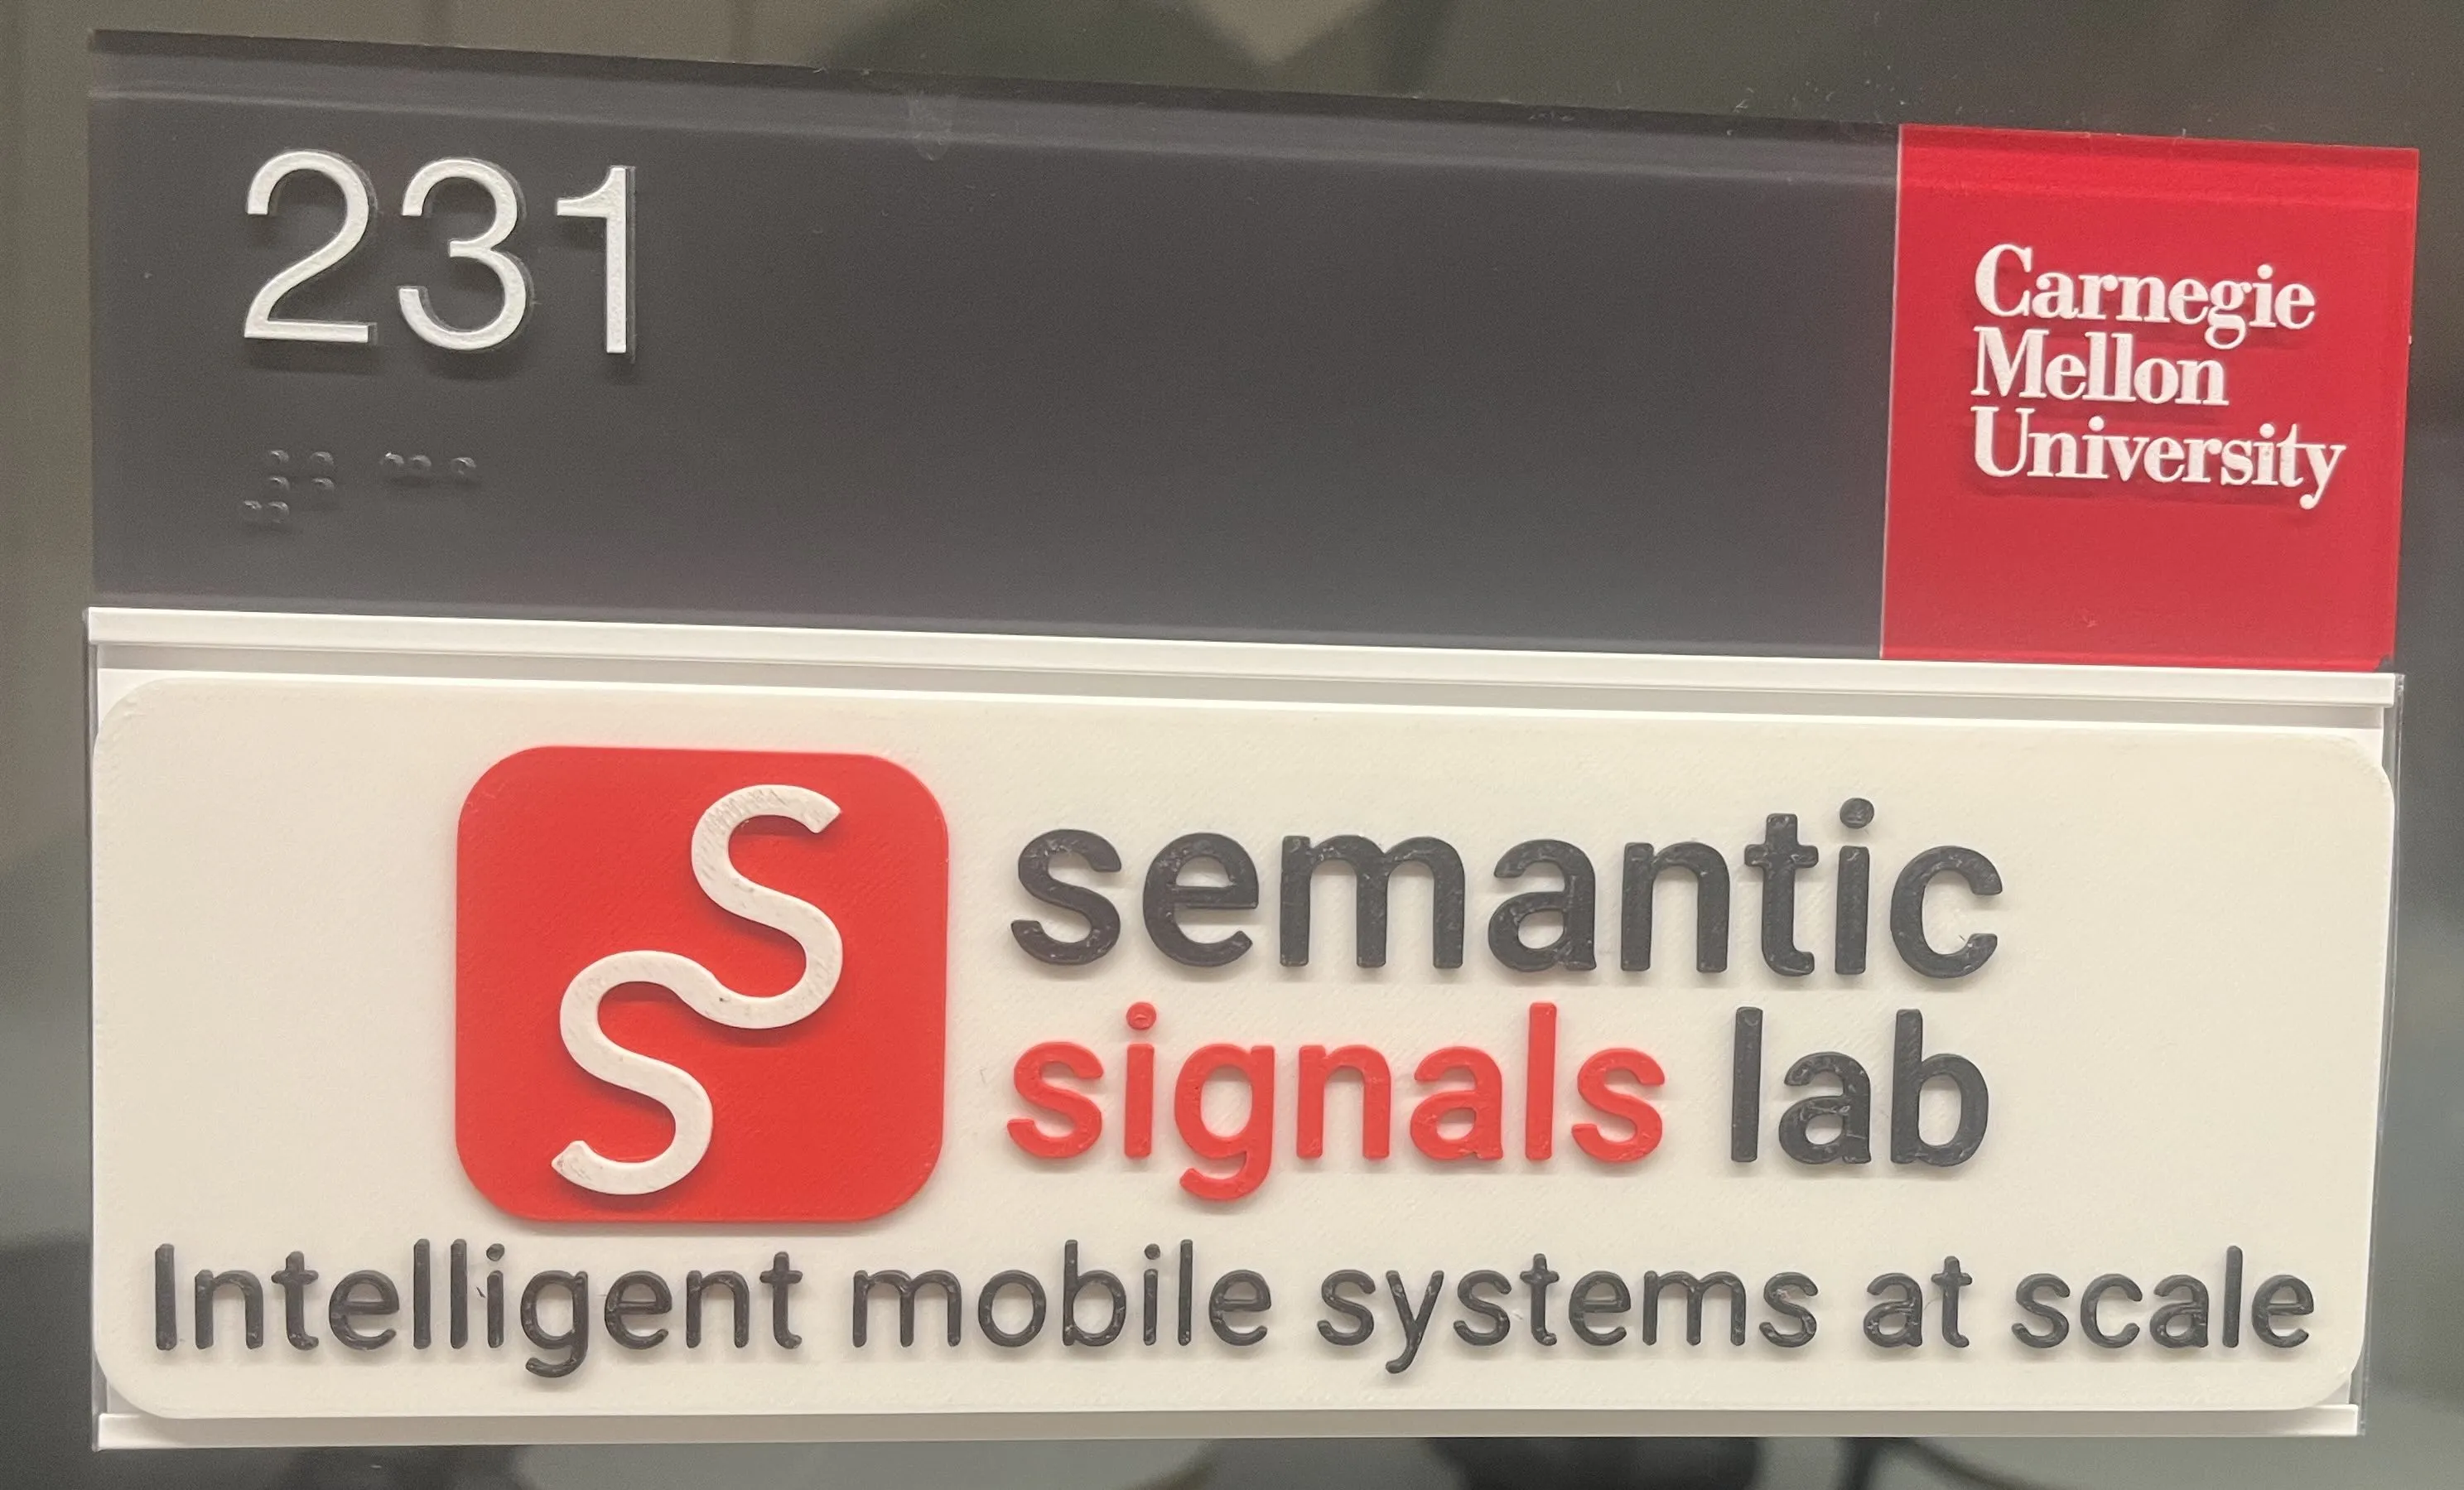 231
Carnegie
Mellon
University
semantic
signals lab
Intelligent mobile systems at scale